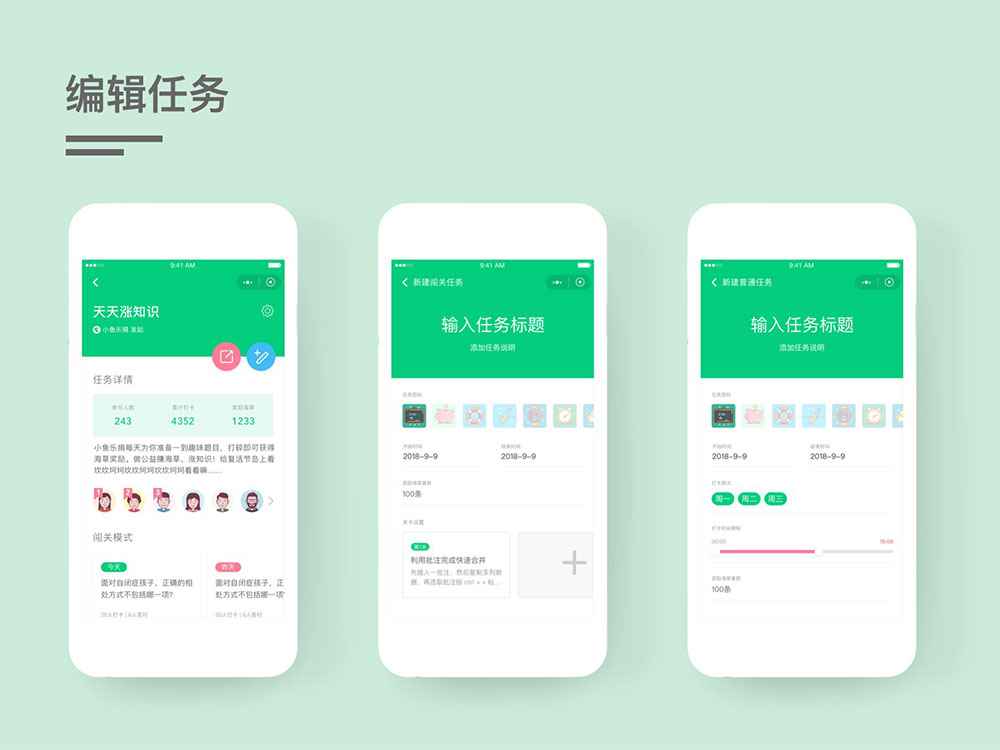 编辑任务
9:41 AM
天天涨知识
小鱼乐捐 发起
任务详情
参与人数 累计打卡 奖励海草
243 4352 1233
小鱼乐捐每天为你准备一到趣味题目。打碎即可获得
海草奖励。做公益赚海草、涨知识！给复活节岛上看
坎坎坷坷坎坎坷坷坎坎坷坷看看嘛……
1 2 3
闯关模式
今天
面对自闭症孩子，正确的相
处方式不包括哪一项?
20人打卡 | 6人答对
昨天
面对自闭症孩子，正
处方式不包括哪一项
20人打卡 | 6人答对
9:41 AM
新建闯关任务
输入任务标题
添加任务说明
任务图标
开始时间 结束时间
2018-9-9 2018-9-9
奖励海草数
100条
关卡设置
第1关
利用批注完成快速合并
先插入一批注，然后复制多列数
据，再选取批注按 ctrl + v 粘...
9:41 AM
新建普通任务
输入任务标题
添加任务说明
任务图标
开始时间 结束时间
2018-9-9 2018-9-9
打卡模式
周一 周二 周三
打卡时间限制
00:00 15:00
奖励海草数
100条